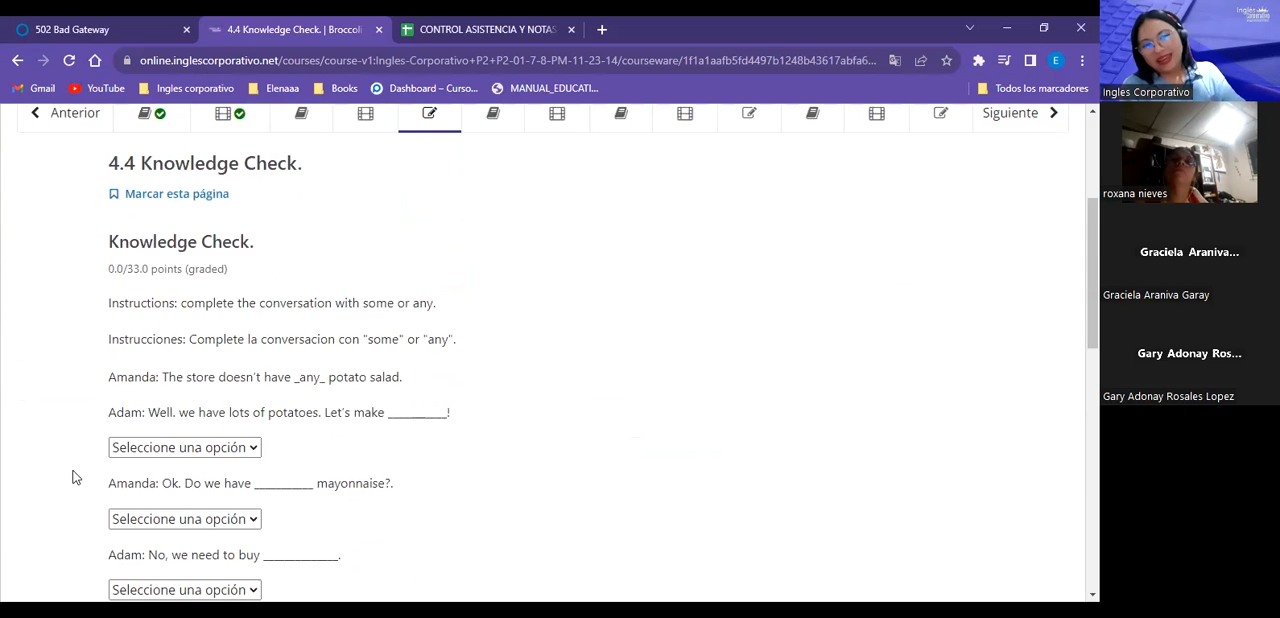 502 Bad Gateway
4.4 Knowledge Check. | Broccoli
CONTROL ASISTENCIA Y NOTAS
online.inglescorporativo.net/courses/course-v1:Ingles-Corporativo+P2+P2-01-7-8-PM-11-23-14/courseware/1f1a1aafb5fd4497b1248b43617abfa6...
E
Gmail
YouTube
Ingles corporativo
Elenaaa
Books
Dashboard – Curso...
MANUAL_EDUCATI...
Todos los marcadores
Anterior
Siguiente
4.4 Knowledge Check.
Marcar esta página
Knowledge Check.
0.0/33.0 points (graded)
Instructions: complete the conversation with some or any.
Instrucciones: Complete la conversacion con "some" or "any".
Amanda: The store doesn't have _any_ potato salad.
Adam: Well. we have lots of potatoes. Let's make __________!
Seleccione una opción
Amanda: Ok. Do we have _________ mayonnaise?.
Seleccione una opción
Adam: No, we need to buy ____________.
Seleccione una opción
Ingles Corporativo
roxana nieves
Graciela Araniva...
Graciela Araniva Garay
Gary Adonay Ros...
Gary Adonay Rosales Lopez